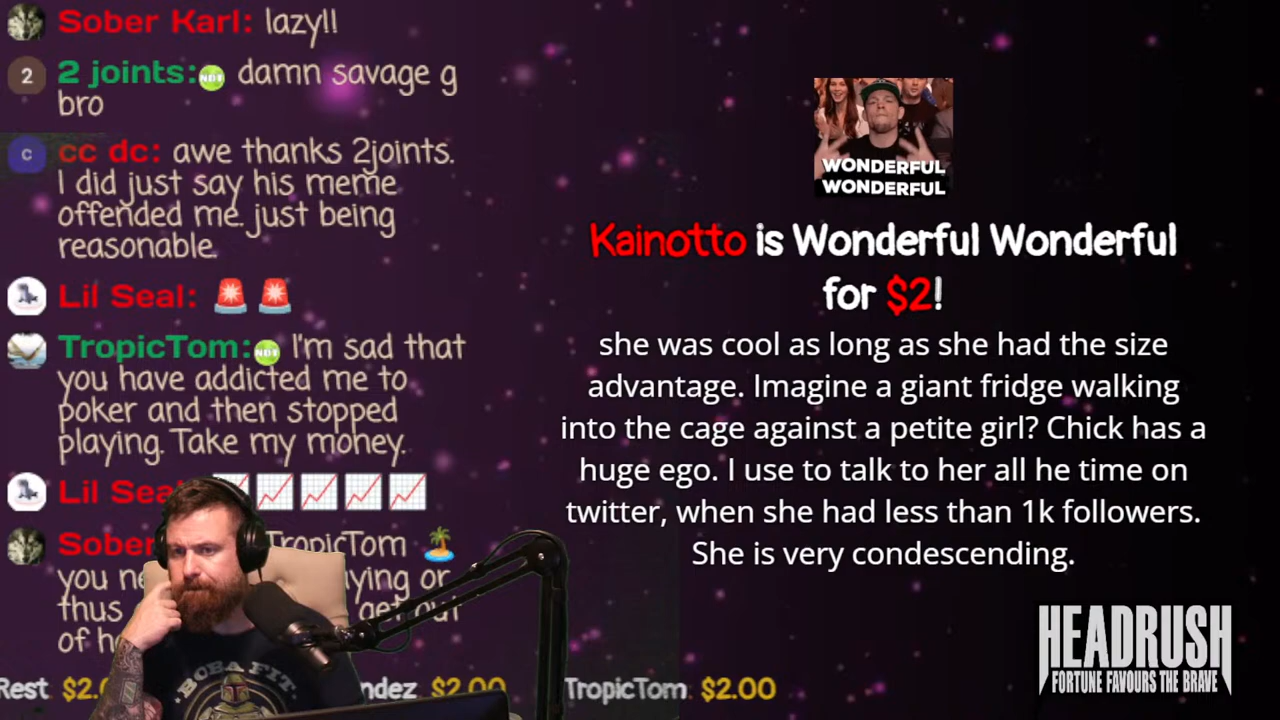 Sober Karl: lazy!!
2 2 joints: damn savage g
bro
c cc dc: awe thanks 2joints.
I did just say his meme
offended me. just being
reasonable.
Lil Seal:
TropicTom: I'm sad that
you have addicted me to
poker and then stopped
playing. Take my money.
Lil Seal
Sober TropicTom
you ying or
thus get out
of
BOBA FIT.
Rest $2.0 ndez $2.00 TropicTom $2.00
WONDERFUL
WONDERFUL
Kainotto is Wonderful Wonderful
for $2!
she was cool as long as she had the size
advantage. Imagine a giant fridge walking
into the cage against a petite girl? Chick has a
huge ego. I use to talk to her all he time on
twitter, when she had less than 1k followers.
She is very condescending.
HEADRUSH
FORTUNE FAVOURS THE BRAVE